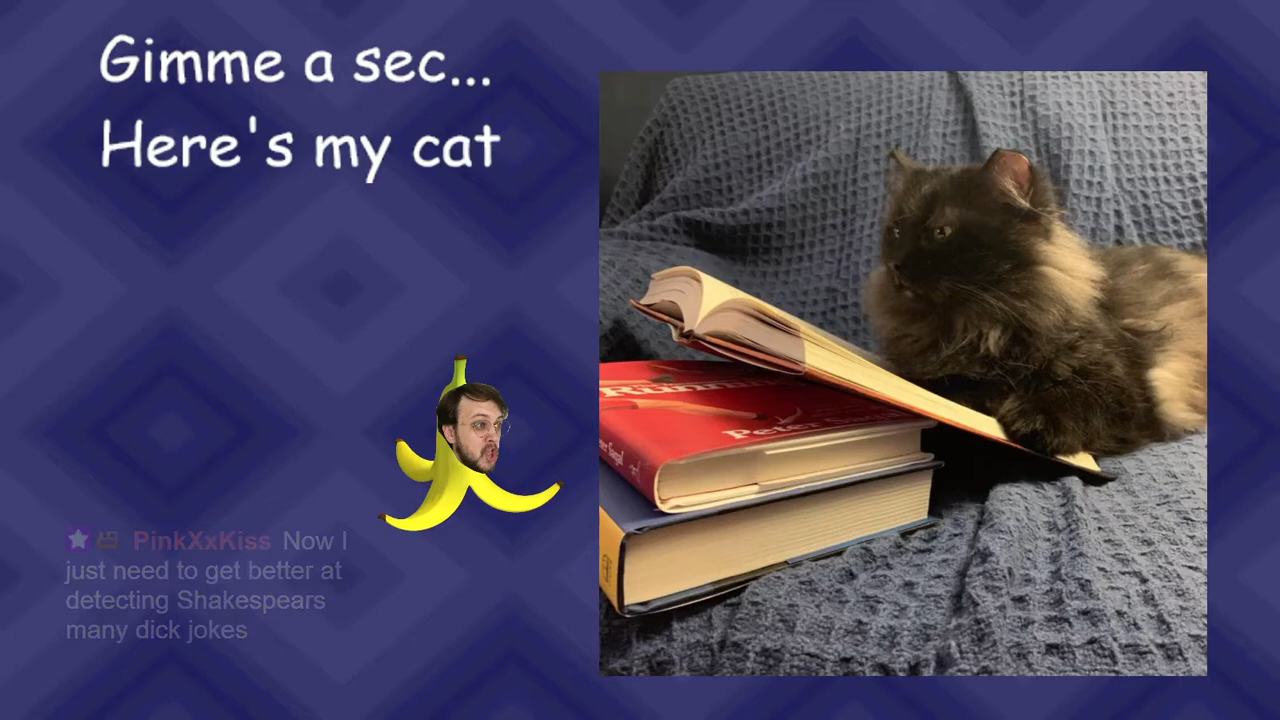 Gimme a sec...
Here's my cat
Peter
PinkXxKiss Now I
just need to get better at
detecting Shakespears
many dick jokes